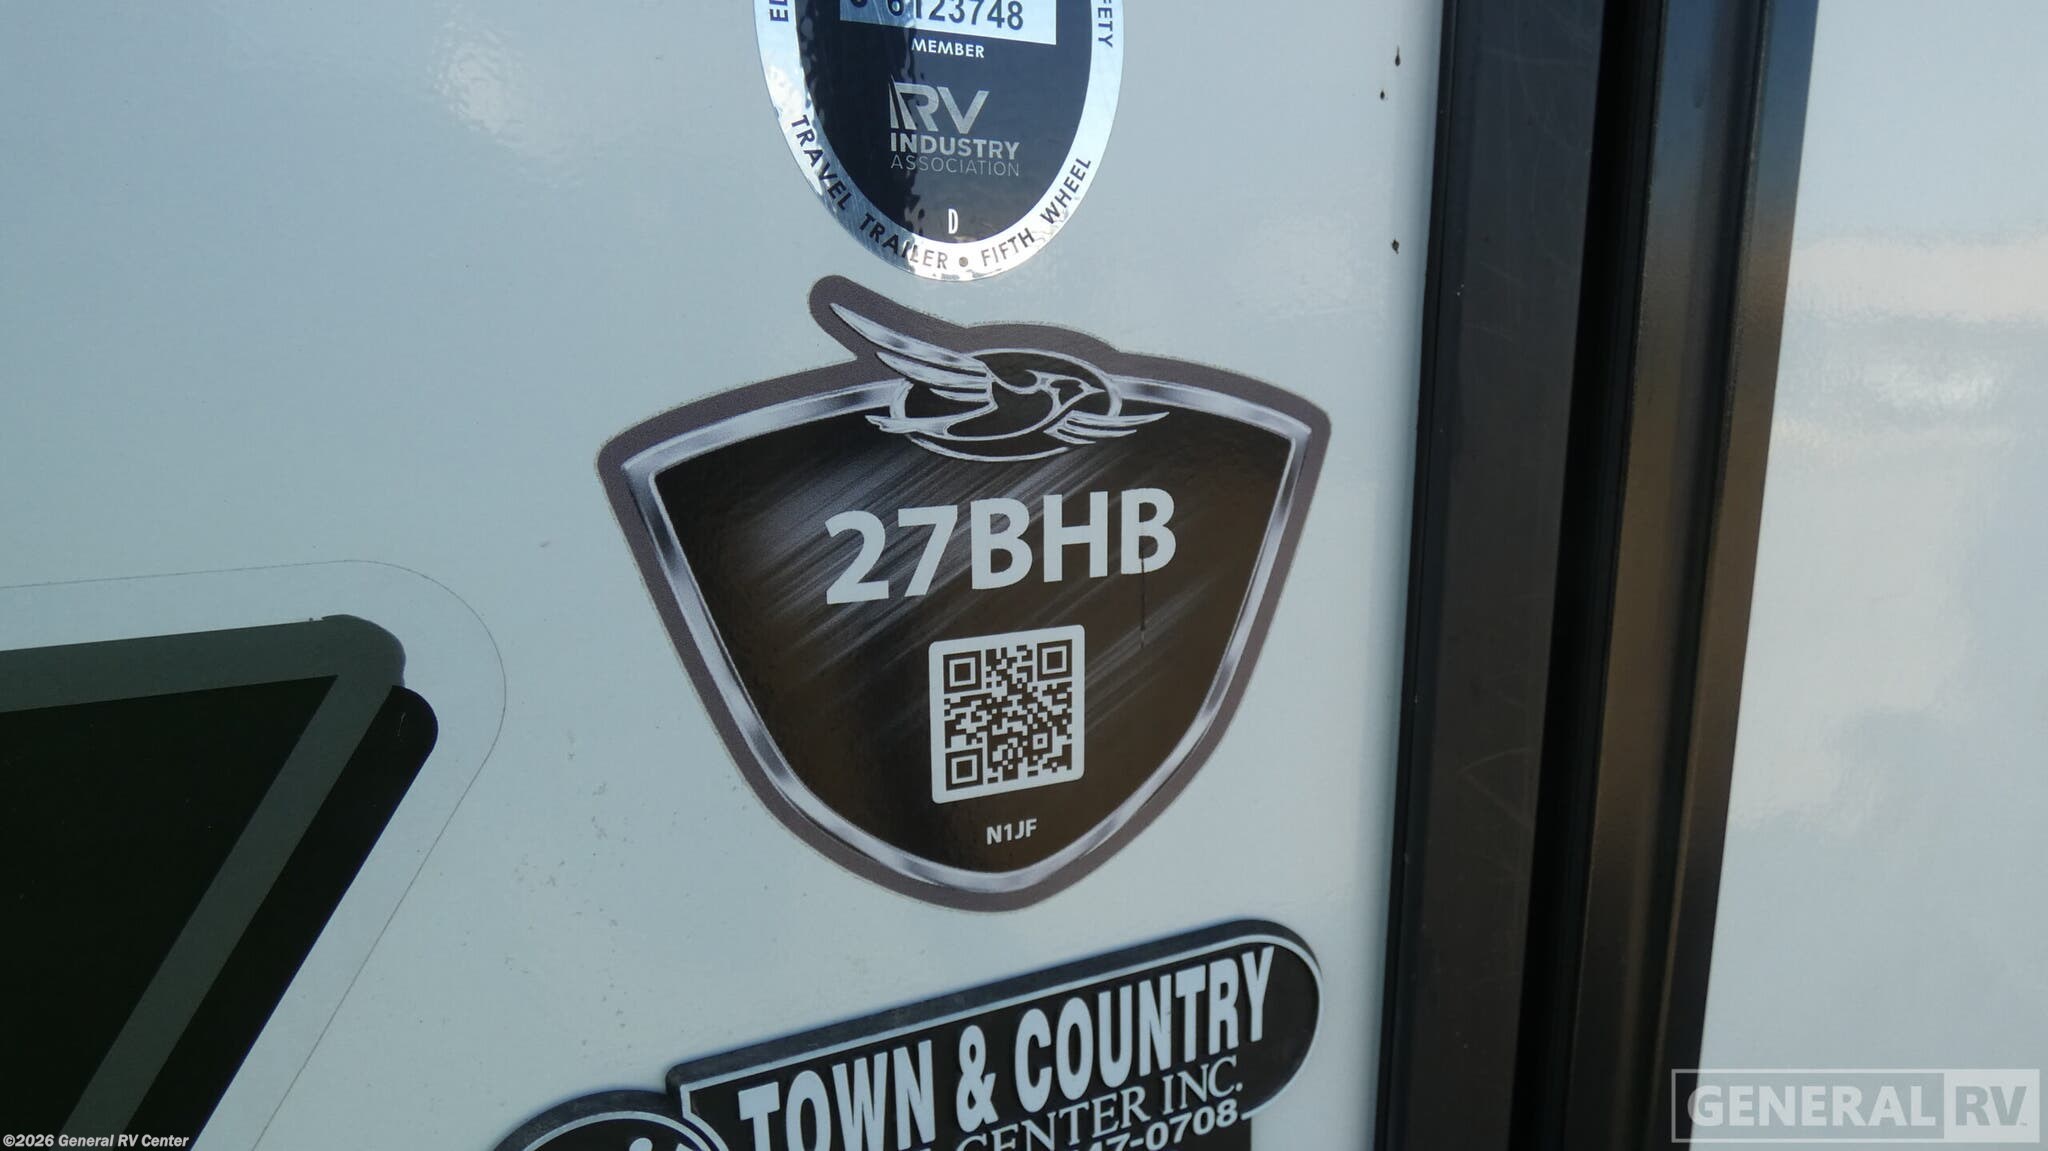 6123748
MEMBER
RV
INDUSTRY
ASSOCIATION
D
TRAVEL TRAILER • FIFTH WHEEL
27BHB
N1JF
TOWN & COUNTRY
CENTER INC.
47-0708
GENERAL RV
©2026 General RV Center